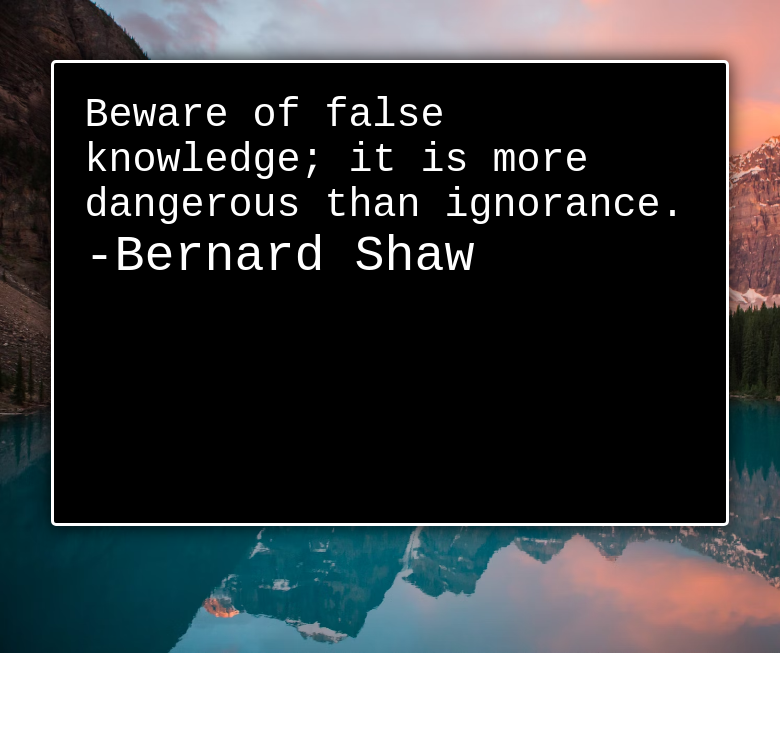 Beware of false
knowledge; it is more
dangerous than ignorance.
-Bernard Shaw